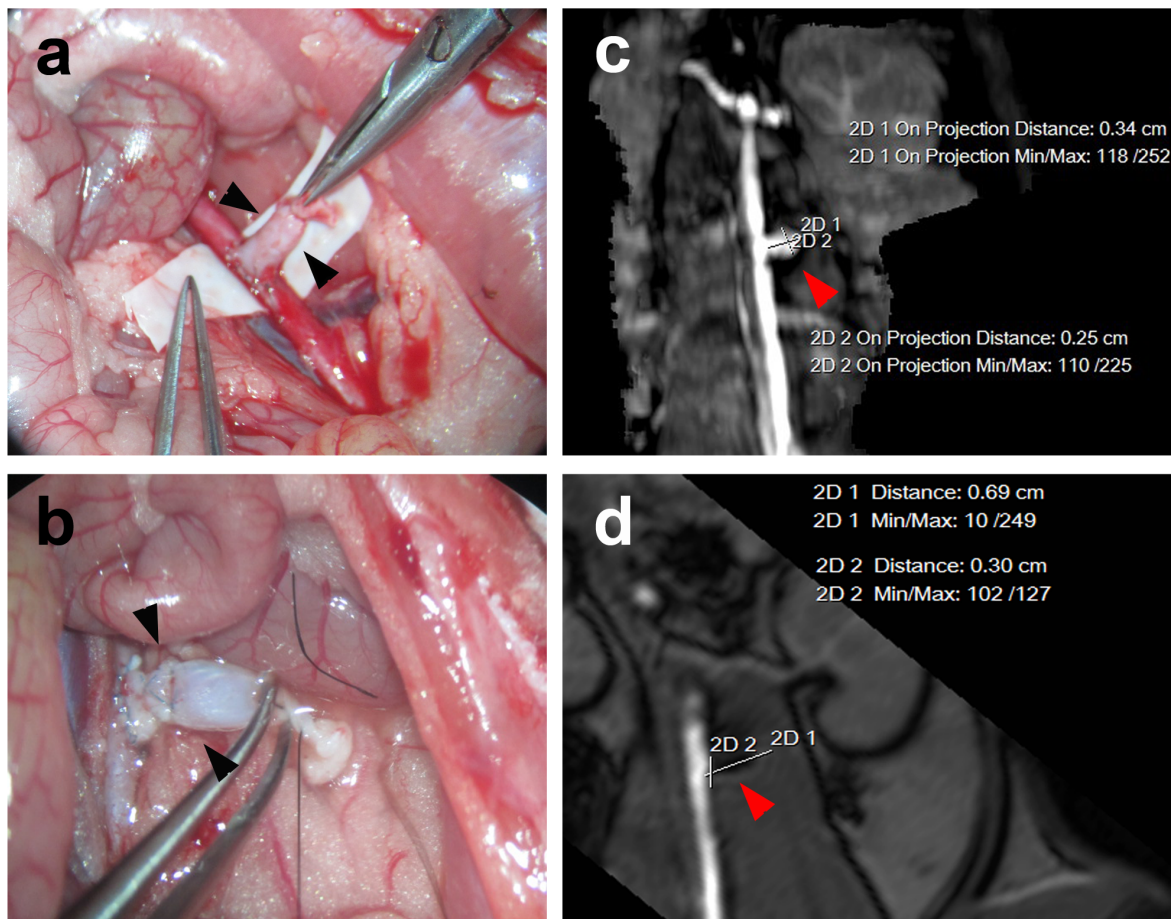 a
c
2D 1 On Projection Distance: 0.34 cm
2D 1 On Projection Min/Max: 118 /252
2D 1
2D 2
2D 2 On Projection Distance: 0.25 cm
2D 2 On Projection Min/Max: 110 /225
b
d
2D 1 Distance: 0.69 cm
2D 1 Min/Max: 10 /249
2D 2 Distance: 0.30 cm
2D 2 Min/Max: 102 /127
2D 2 2D 1